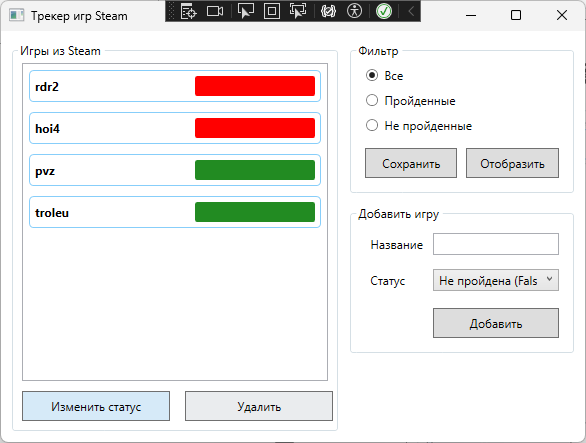 Трекер игр Steam
Игры из Steam
rdr2
hoi4
pvz
troleu
Изменить статус
Удалить
Фильтр
Все
Пройденные
Не пройденные
Сохранить
Отобразить
Добавить игру
Название
Статус
Не пройдена (Fals
Добавить